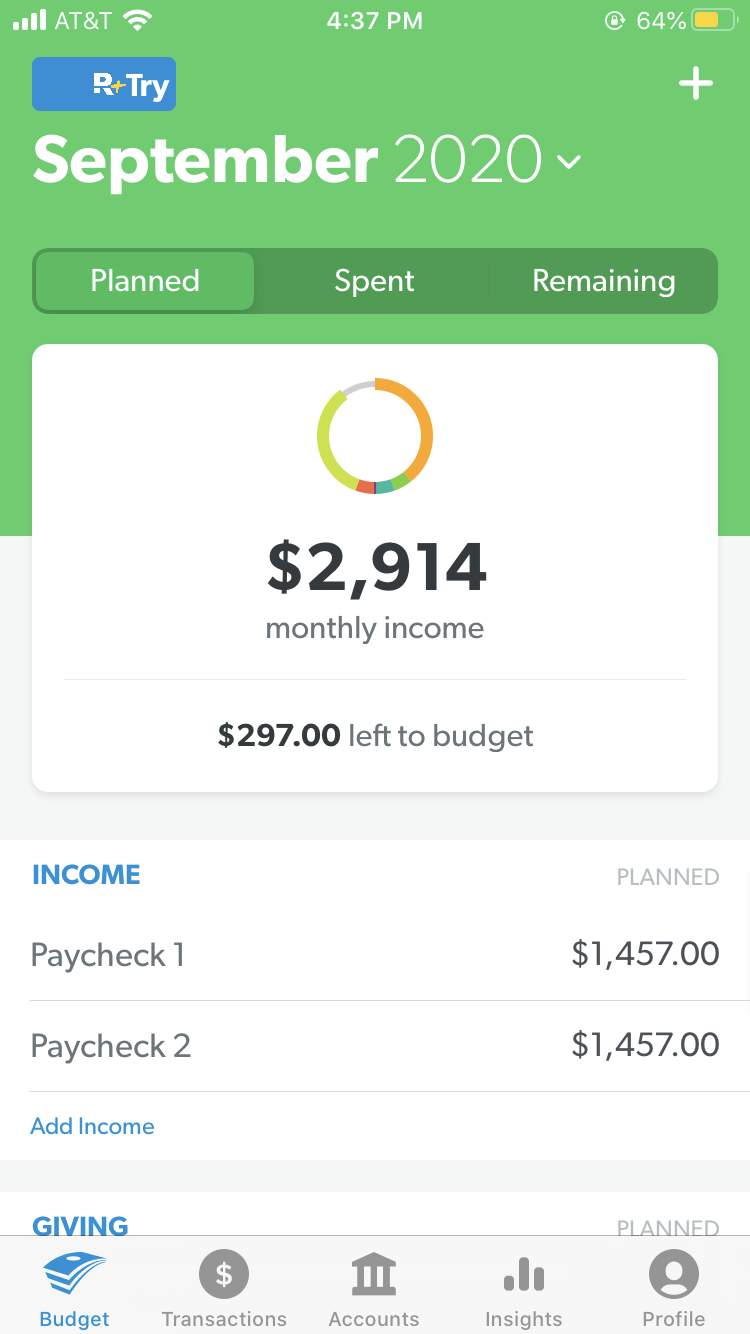 AT&T 4:37 PM 64%
R+Try
September 2020
Planned Spent Remaining
$2,914
monthly income
$297.00 left to budget
INCOME PLANNED
Paycheck 1 $1,457.00
Paycheck 2 $1,457.00
Add Income
GIVING PLANNED
$
Budget Transactions Accounts Insights Profile